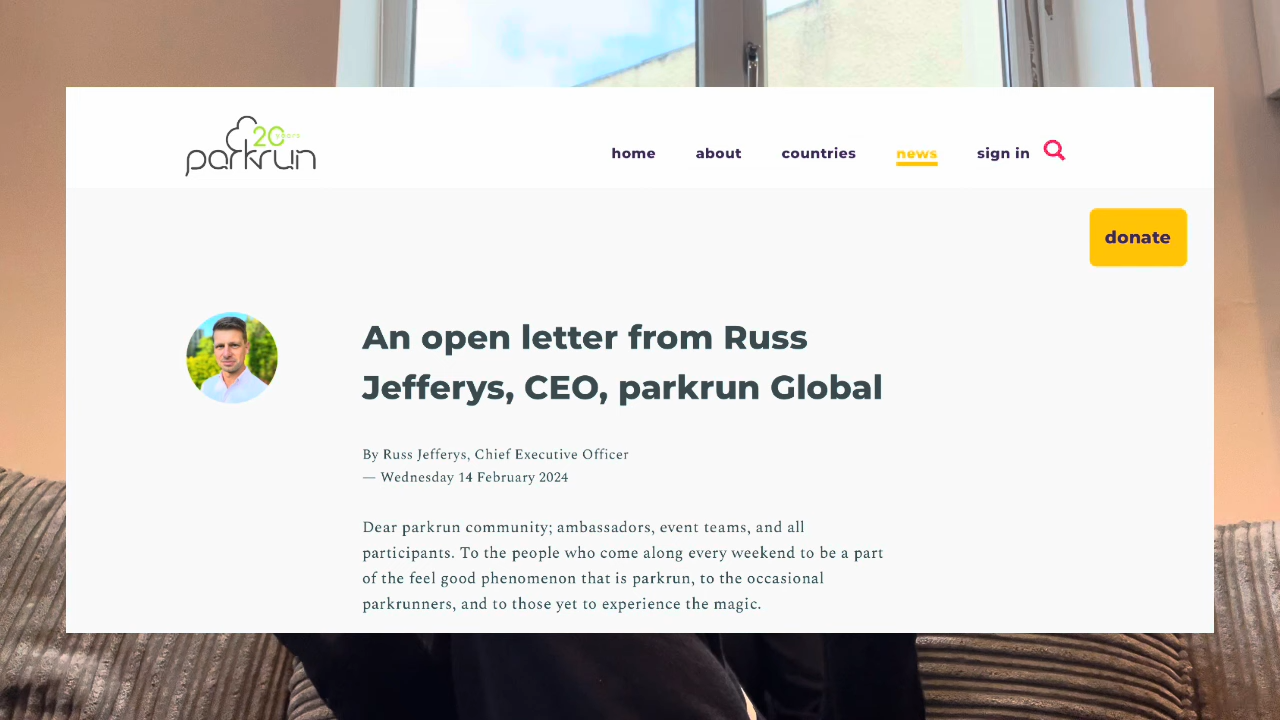 20 years
parkrun
home about countries news sign in
donate
An open letter from Russ
Jefferys, CEO, parkrun Global
By Russ Jefferys, Chief Executive Officer
— Wednesday 14 February 2024
Dear parkrun community; ambassadors, event teams, and all
participants. To the people who come along every weekend to be a part
of the feel good phenomenon that is parkrun, to the occasional
parkrunners, and to those yet to experience the magic.